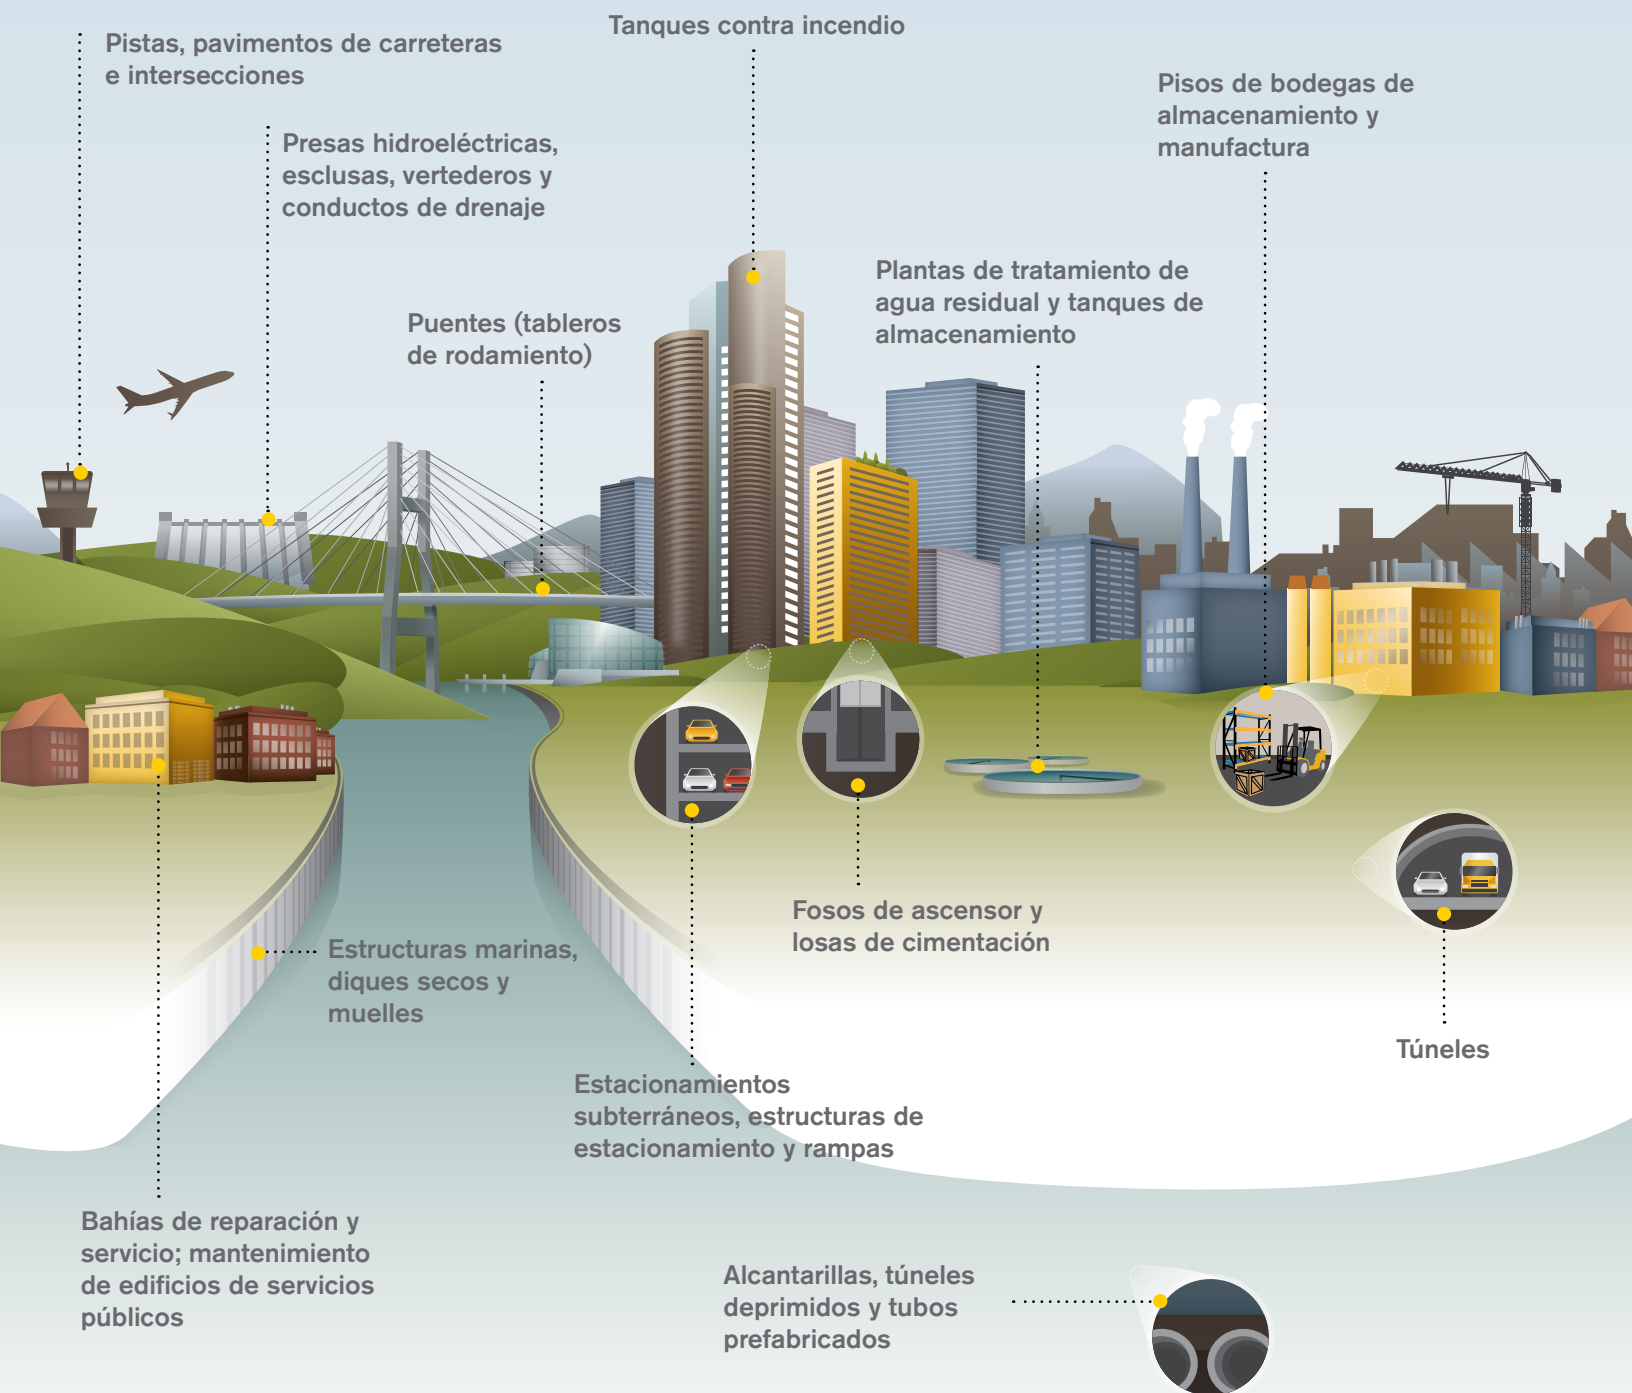 Tanques contra incendio
Pistas, pavimentos de carreteras
e intersecciones
Pisos de bodegas de
almacenamiento y
manufactura
Presas hidroeléctricas,
esclusas, vertederos y
conductos de drenaje
Plantas de tratamiento de
agua residual y tanques de
almacenamiento
Puentes (tableros
de rodamiento)
Fosos de ascensor y
losas de cimentación
Estructuras marinas,
diques secos y
muelles
Túneles
Estacionamientos
subterráneos, estructuras de
estacionamiento y rampas
Bahías de reparación y
servicio; mantenimiento
de edificios de servicios
públicos
Alcantarillas, túneles
deprimidos y tubos
prefabricados